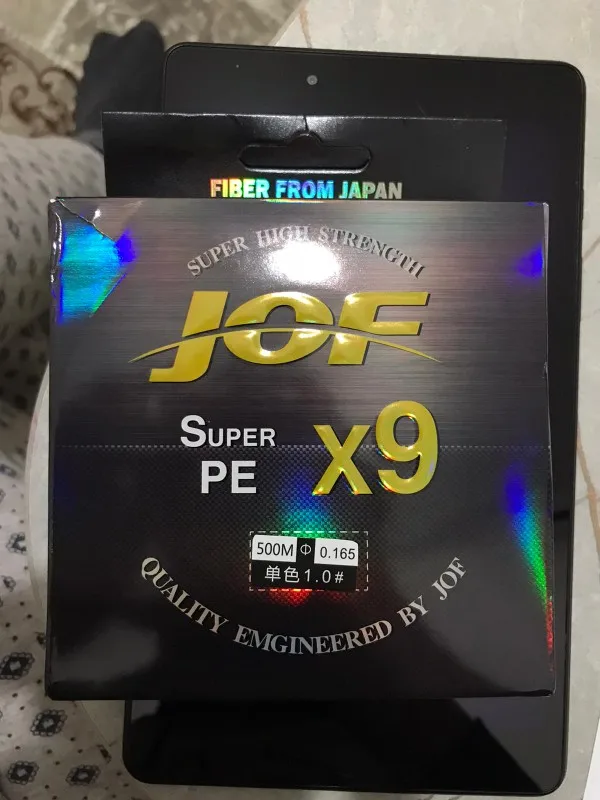 FIBER FROM JAPAN
SUPER HIGH STRENGTH
JOF
SUPER
PE
X9
500M Φ 0.165
单色1.0#
QUALITY EMGINEERED BY JOF